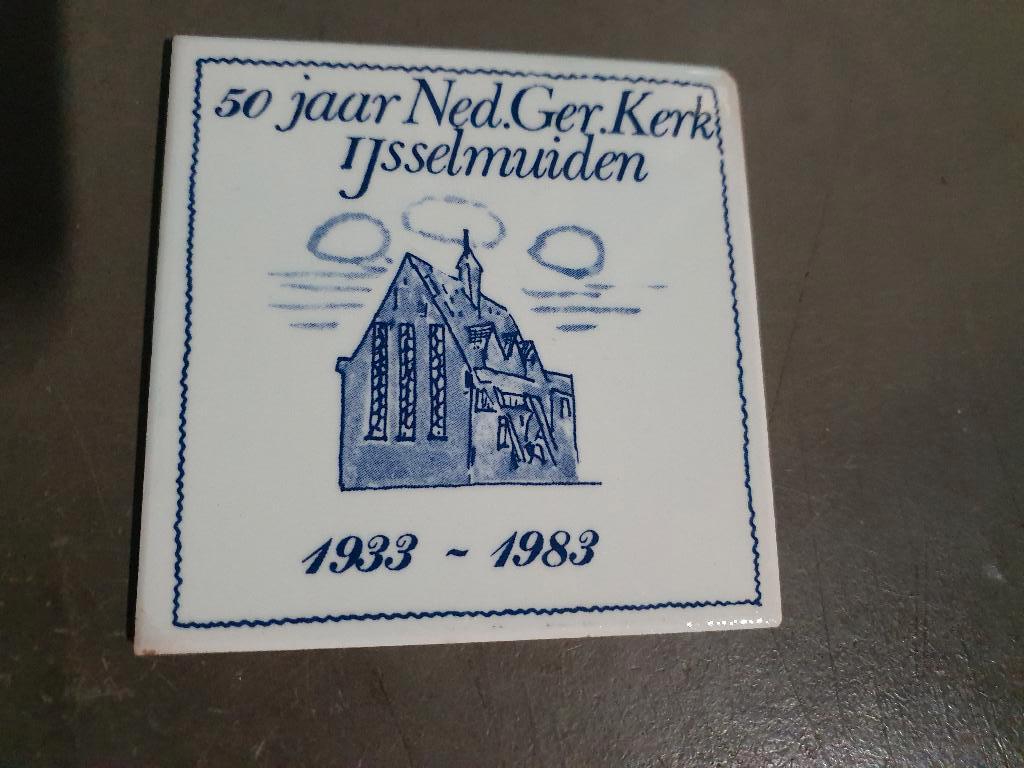 50 jaar Ned.Ger.Kerk
IJsselmuiden
1933 ~ 1983